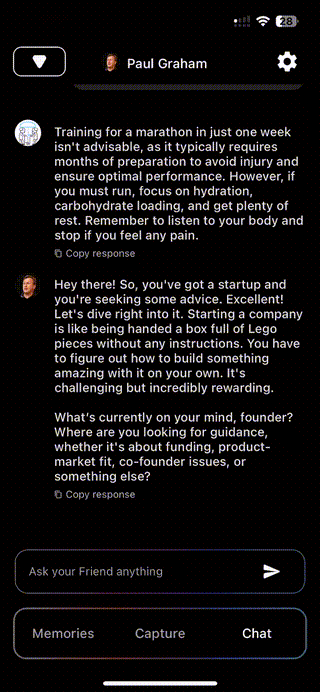 28
Paul Graham
Training for a marathon in just one week
isn't advisable, as it typically requires
months of preparation to avoid injury and
ensure optimal performance. However, if
you must run, focus on hydration,
carbohydrate loading, and get plenty of
rest. Remember to listen to your body and
stop if you feel any pain.
Copy response
Hey there! So, you've got a startup and
you're seeking some advice. Excellent!
Let's dive right into it. Starting a company
is like being handed a box full of Lego
pieces without any instructions. You have
to figure out how to build something
amazing with it on your own. It's
challenging but incredibly rewarding.
What's currently on your mind, founder?
Where are you looking for guidance,
whether it's about funding, product-
market fit, co-founder issues, or
something else?
Copy response
Ask your Friend anything
Memories Capture Chat